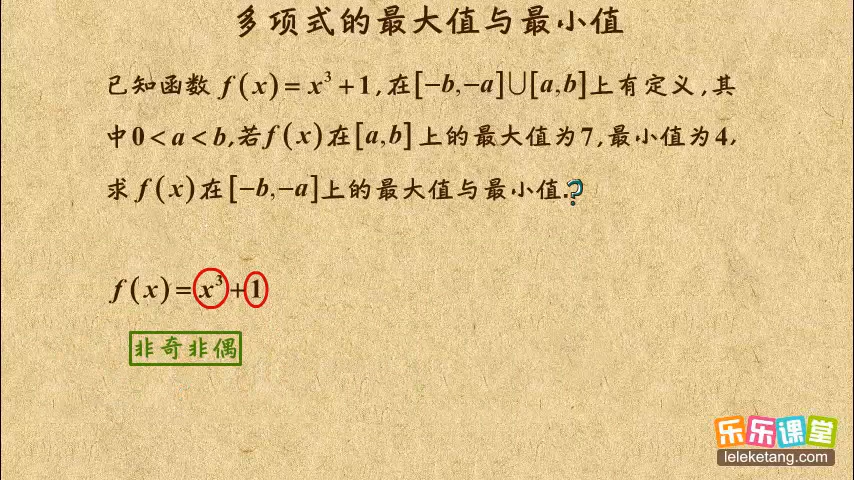 多项式的最大值与最小值
已知函数 f(x)=x³+1,在[-b,-a]∪[a,b]上有定义,其
中0<a<b,若f(x)在[a,b]上的最大值为7,最小值为4,
求f(x)在[-b,-a]上的最大值与最小值.?
f(x)=x³+1
非奇非偶
乐乐课堂
leleketang.com